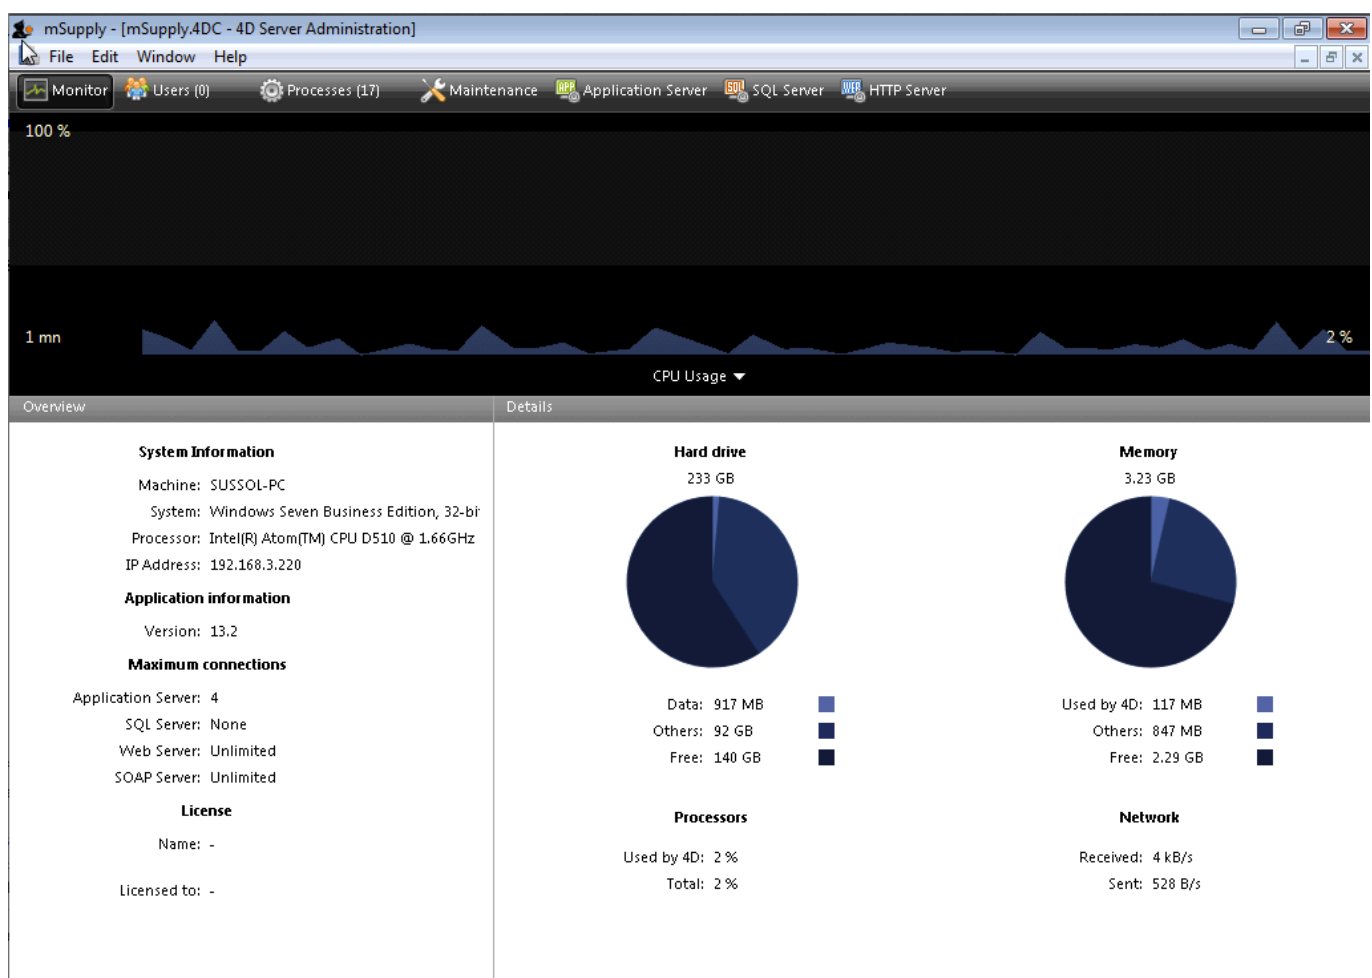 mSupply - [mSupply.4DC - 4D Server Administration]
File Edit Window Help
Monitor Users (0) Processes (17) Maintenance Application Server SQL Server HTTP Server
100 %
1 mn 2 %
CPU Usage
Overview Details
System Information
Machine: SUSSOL-PC
System: Windows Seven Business Edition, 32-bi
Processor: Intel(R) Atom(TM) CPU D510 @ 1.66GHz
IP Address: 192.168.3.220
Application information
Version: 13.2
Maximum connections
Application Server: 4
SQL Server: None
Web Server: Unlimited
SOAP Server: Unlimited
License
Name: -
Licensed to: -
Hard drive
233 GB
Data: 917 MB
Others: 92 GB
Free: 140 GB
Processors
Used by 4D: 2 %
Total: 2 %
Memory
3.23 GB
Used by 4D: 117 MB
Others: 847 MB
Free: 2.29 GB
Network
Received: 4 kB/s
Sent: 528 B/s